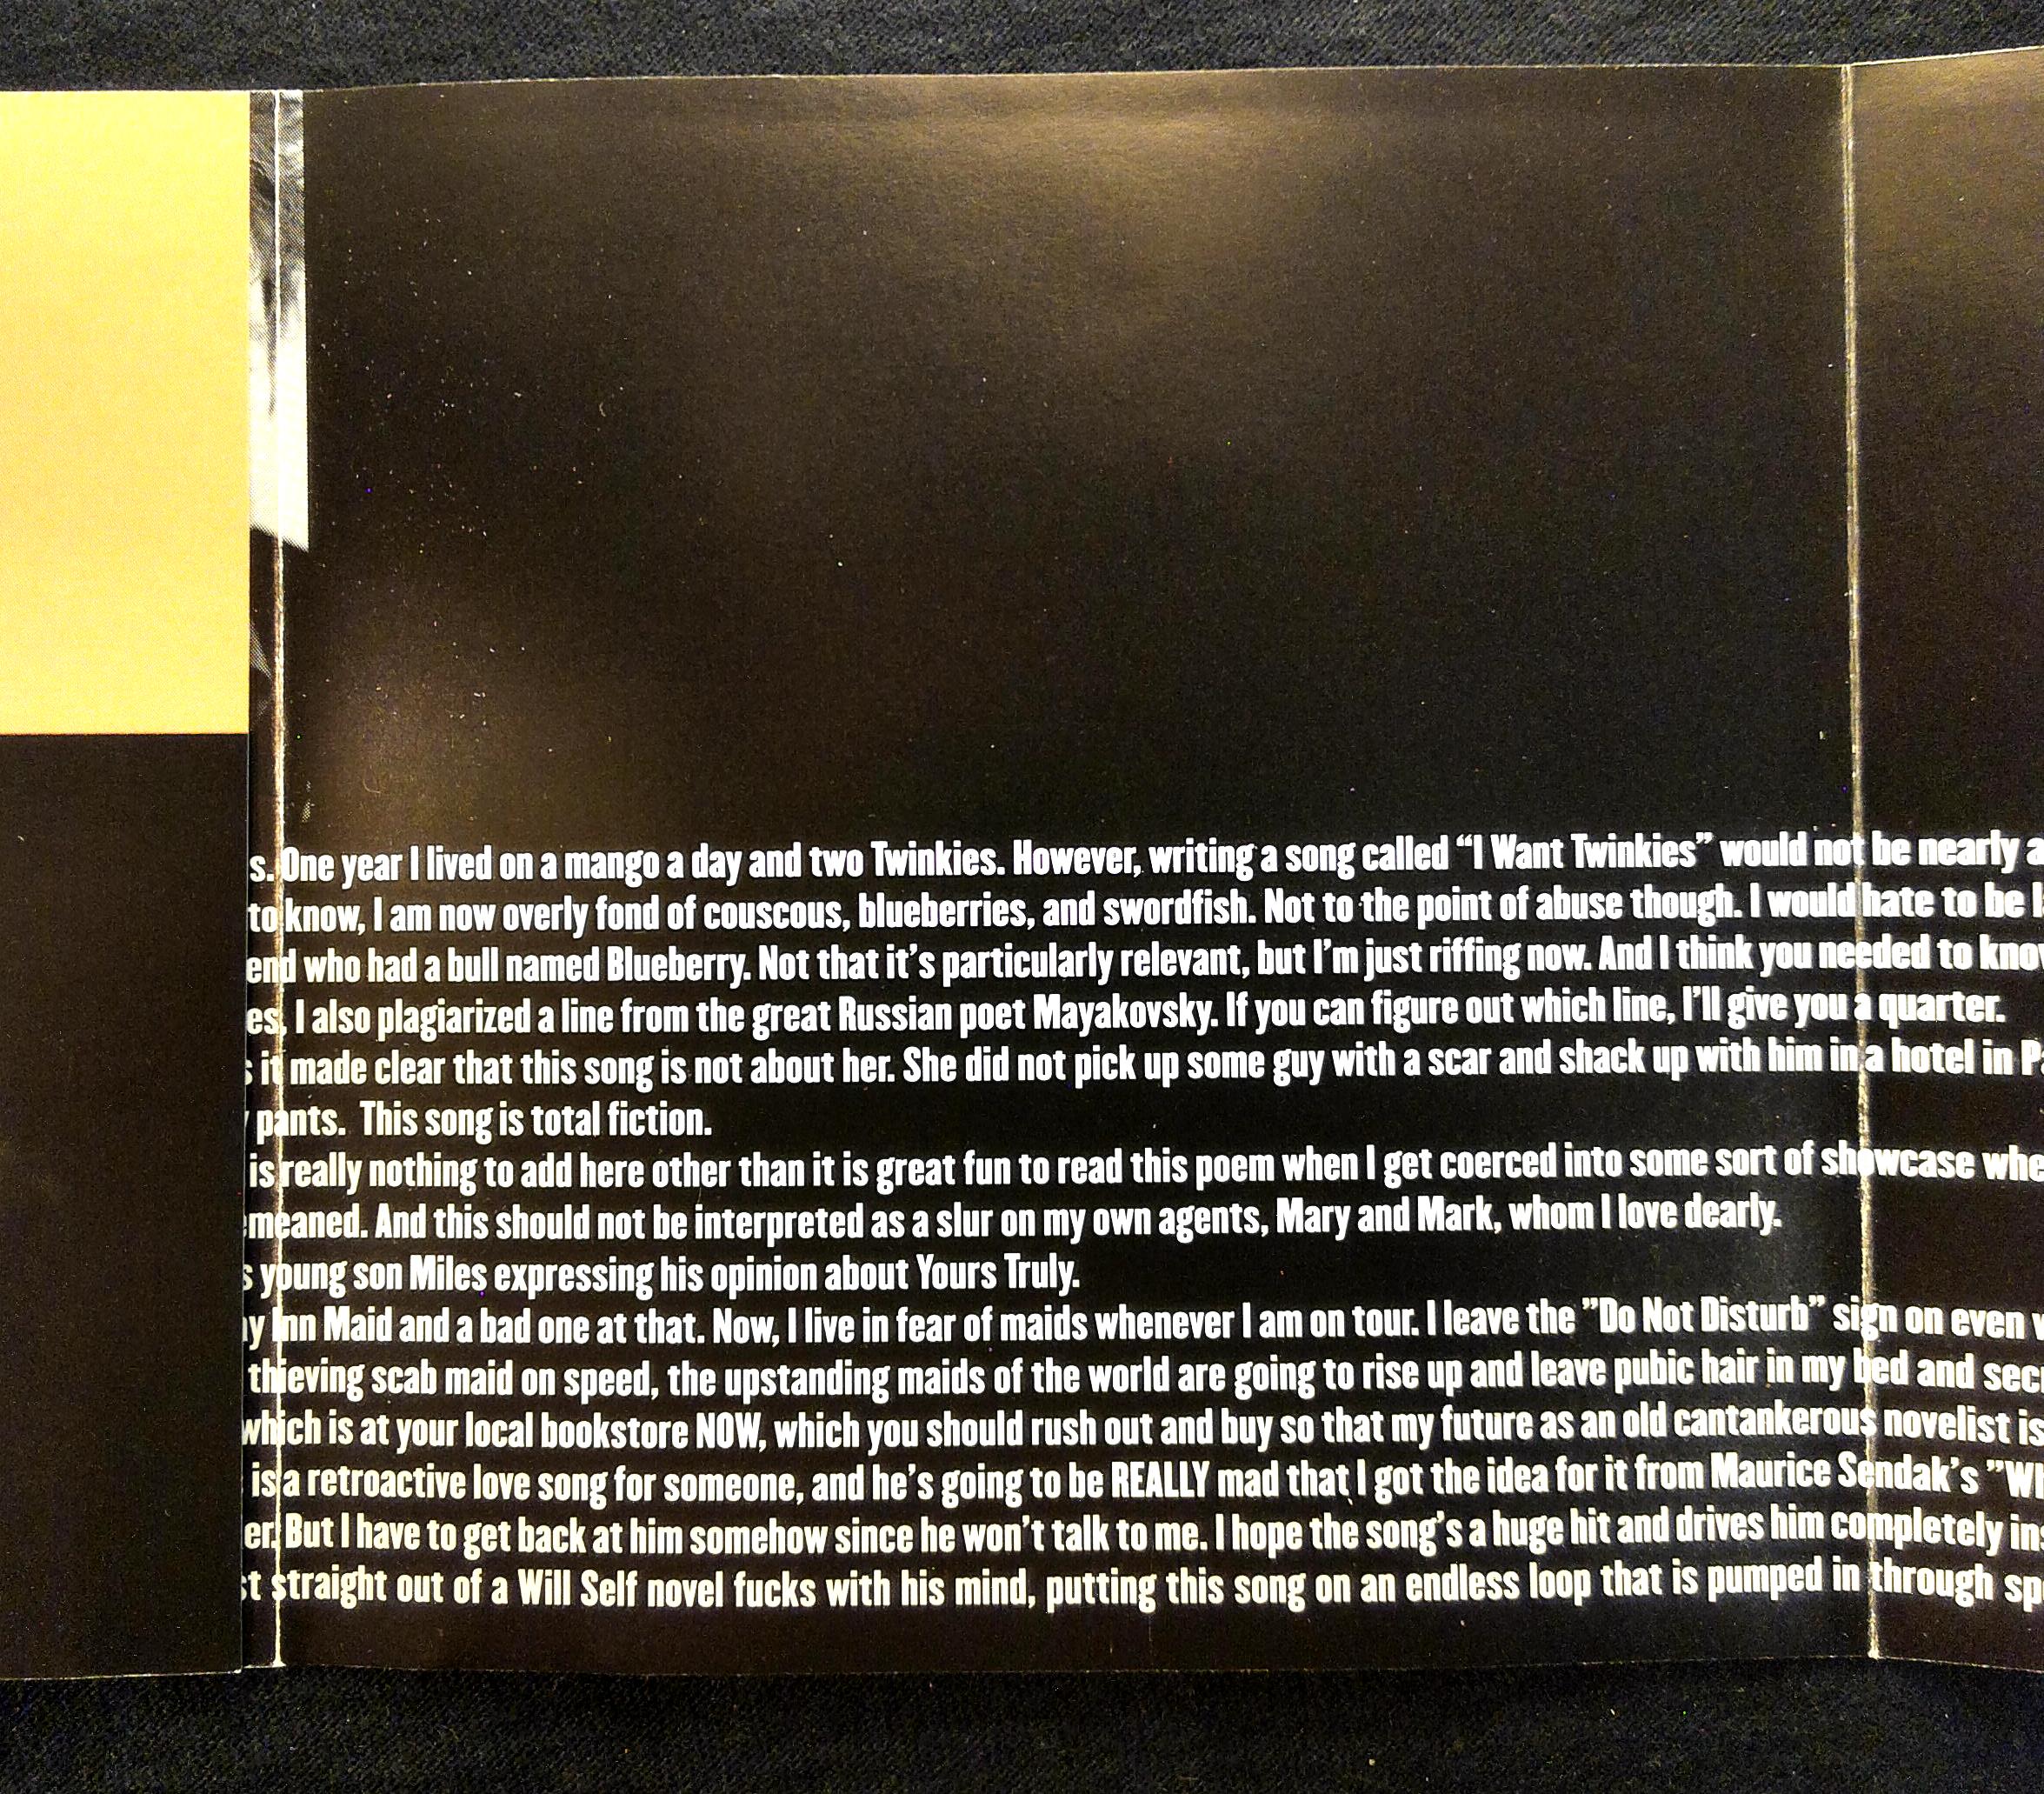 s. One year I lived on a mango a day and two Twinkies. However, writing a song called “I Want Twinkies” would not be nearly a
to know, I am now overly fond of couscous, blueberries, and swordfish. Not to the point of abuse though. I would hate to be
end who had a bull named Blueberry. Not that it’s particularly relevant, but I’m just riffing now. And I think you needed to kno
es, I also plagiarized a line from the great Russian poet Mayakovsky. If you can figure out which line, I’ll give you a quarter.
it made clear that this song is not about her. She did not pick up some guy with a scar and shack up with him in a hotel in P
pants. This song is total fiction.
is really nothing to add here other than it is great fun to read this poem when I get coerced into some sort of showcase whe
meaned. And this should not be interpreted as a slur on my own agents, Mary and Mark, whom I love dearly.
s young son Miles expressing his opinion about Yours Truly.
y Inn Maid and a bad one at that. Now, I live in fear of maids whenever I am on tour. I leave the ”Do Not Disturb” sign on even
thieving scab maid on speed, the upstanding maids of the world are going to rise up and leave pubic hair in my bed and sec
which is at your local bookstore NOW, which you should rush out and buy so that my future as an old cantankerous novelist is
is a retroactive love song for someone, and he’s going to be REALLY mad that I got the idea for it from Maurice Sendak’s ”W
er. But I have to get back at him somehow since he won’t talk to me. I hope the song’s a huge hit and drives him completely in
st straight out of a Will Self novel fucks with his mind, putting this song on an endless loop that is pumped in through sp